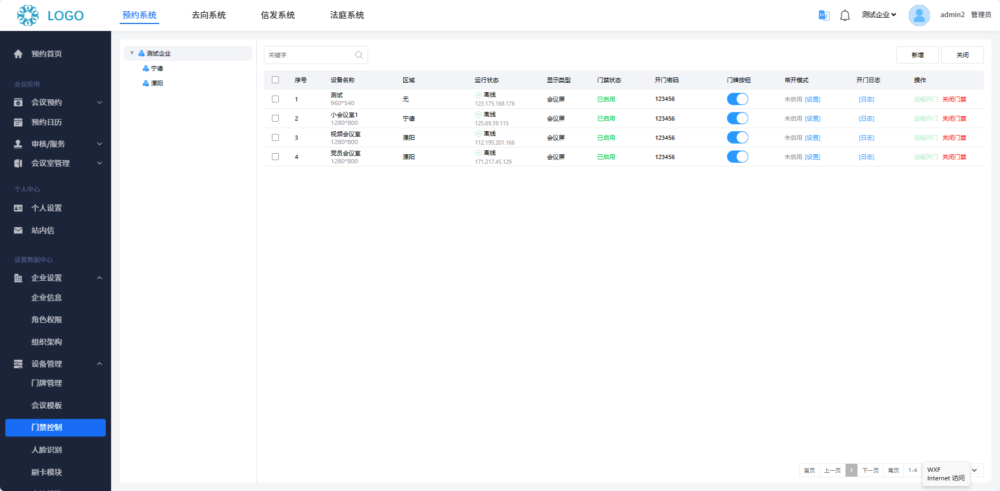 LOGO
预约系统 去向系统 信发系统 法庭系统
测试企业 admin2 管理员
预约首页
会议应用
会议预约
预约日历
审核/服务
会议室管理
个人中心
个人设置
站内信
设置数据中心
企业设置
企业信息
角色权限
组织架构
设备管理
门牌管理
会议模板
门禁控制
人脸识别
刷卡模块
测试企业
宁德
溧阳
关键字 新增 关闭
序号 设备名称 区域 运行状态 显示类型 门禁状态 开门密码 门牌按钮 常开模式 开门日志 操作
1 测试 960*540 无 离线 123.175.168.176 会议屏 已启用 123456 未启用 [设置] [日志] 远程开门 关闭门禁
2 小会议室1 1280*800 宁德 离线 125.69.39.115 会议屏 已启用 123456 未启用 [设置] [日志] 远程开门 关闭门禁
3 视频会议室 1280*800 溧阳 离线 112.195.201.166 会议屏 已启用 123456 未启用 [设置] [日志] 远程开门 关闭门禁
4 党员会议室 1280*800 溧阳 离线 171.217.45.129 会议屏 已启用 123456 未启用 [设置] [日志] 远程开门 关闭门禁
首页 上一页 1 下一页 尾页 1-4
WXF
Internet 访问